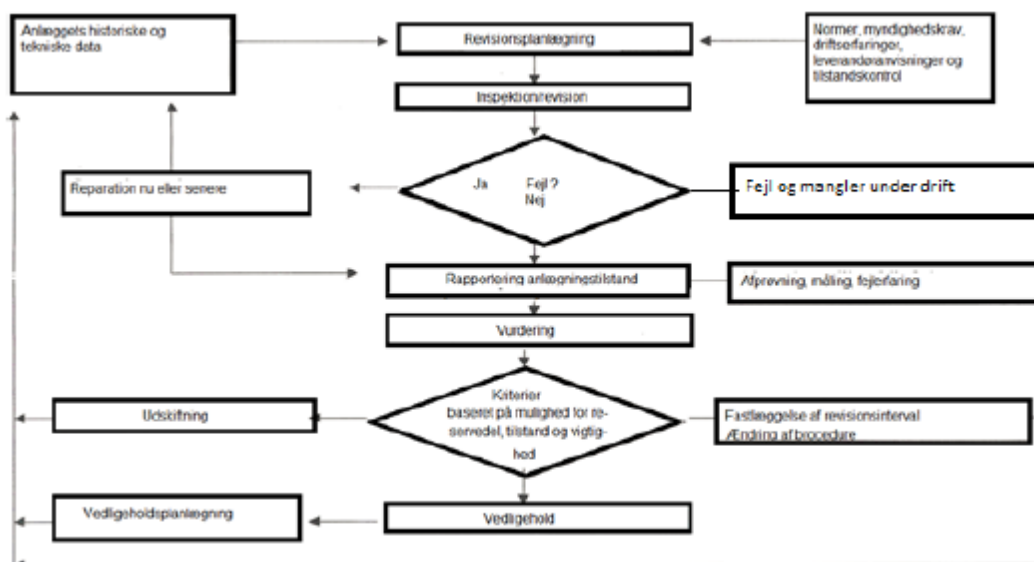 Anlæggets historiske og
tekniske data
Revisionsplanlægning
Normer, myndighedskrav,
driftserfaringer,
leverandøranvisninger og
tilstandskontrol
Inspektion/revision
Ja Fejl ?
Nej
Reparation nu eller senere
Fejl og mangler under drift
Rapportering anlægningstilstand
Afprøvning, måling, fejlerfaring
Vurdering
Kriterier
baseret på mulighed for re-
servedel, tilstand og vigtig-
hed
Udskiftning
Fastlæggelse af revisionsinterval
Ændring af procedure
Vedligeholdsplanlægning
Vedligehold